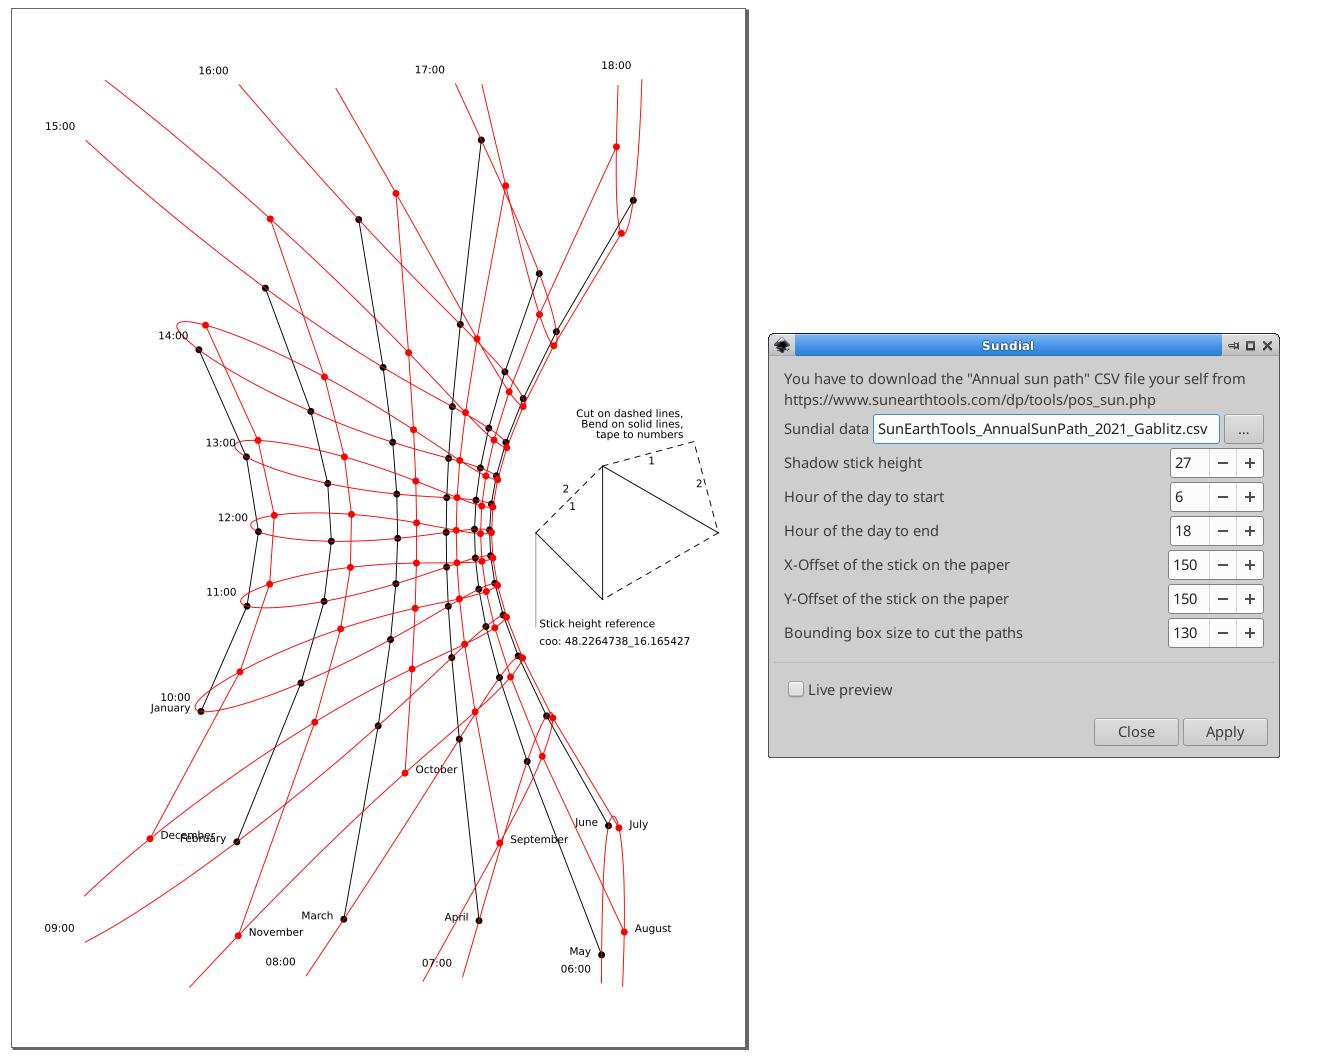 16:00
17:00
18:00
15:00
14:00
13:00
12:00
11:00
10:00
January
Cut on dashed lines,
Bend on solid lines,
tape to numbers
1
2
2
1
Stick height reference
coo: 48.2264738_16.165427
October
December
February
September
June
July
March
April
November
August
May
09:00
08:00
07:00
06:00
Sundial
You have to download the "Annual sun path" CSV file your self from
https://www.sunearthtools.com/dp/tools/pos_sun.php
Sundial data SunEarthTools_AnnualSunPath_2021_Gablitz.csv ...
Shadow stick height 27 − +
Hour of the day to start 6 − +
Hour of the day to end 18 − +
X-Offset of the stick on the paper 150 − +
Y-Offset of the stick on the paper 150 − +
Bounding box size to cut the paths 130 − +
Live preview
Close Apply